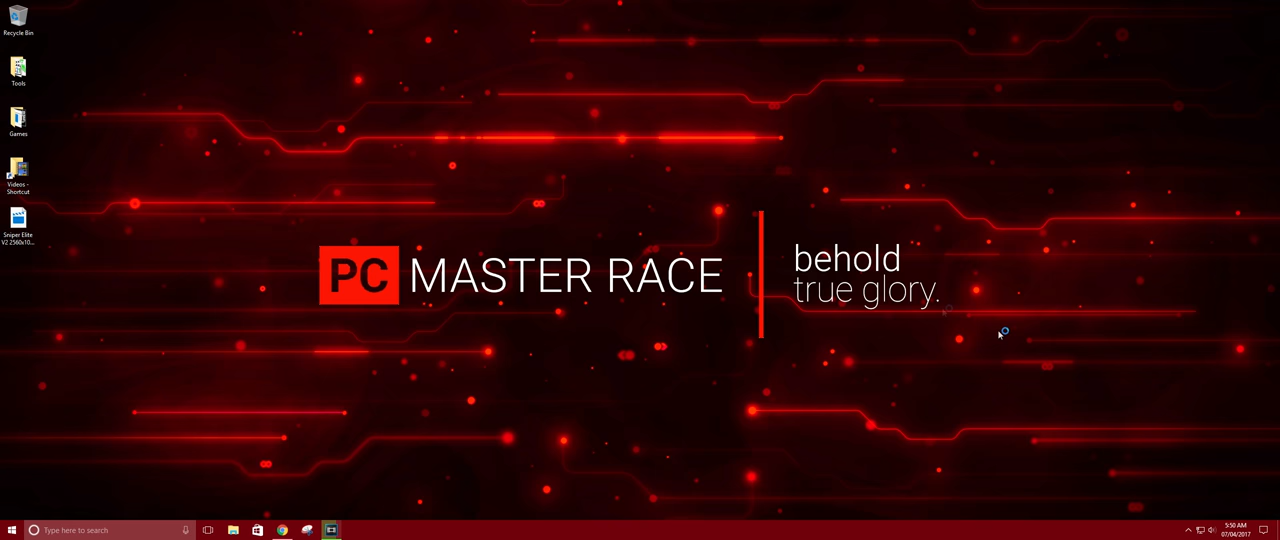 Recycle Bin
Tools
Games
Videos -
Shortcut
Sniper Elite
V2 2560x10...
PC MASTER RACE
behold
true glory.
Type here to search
5:50 AM
07/04/2017